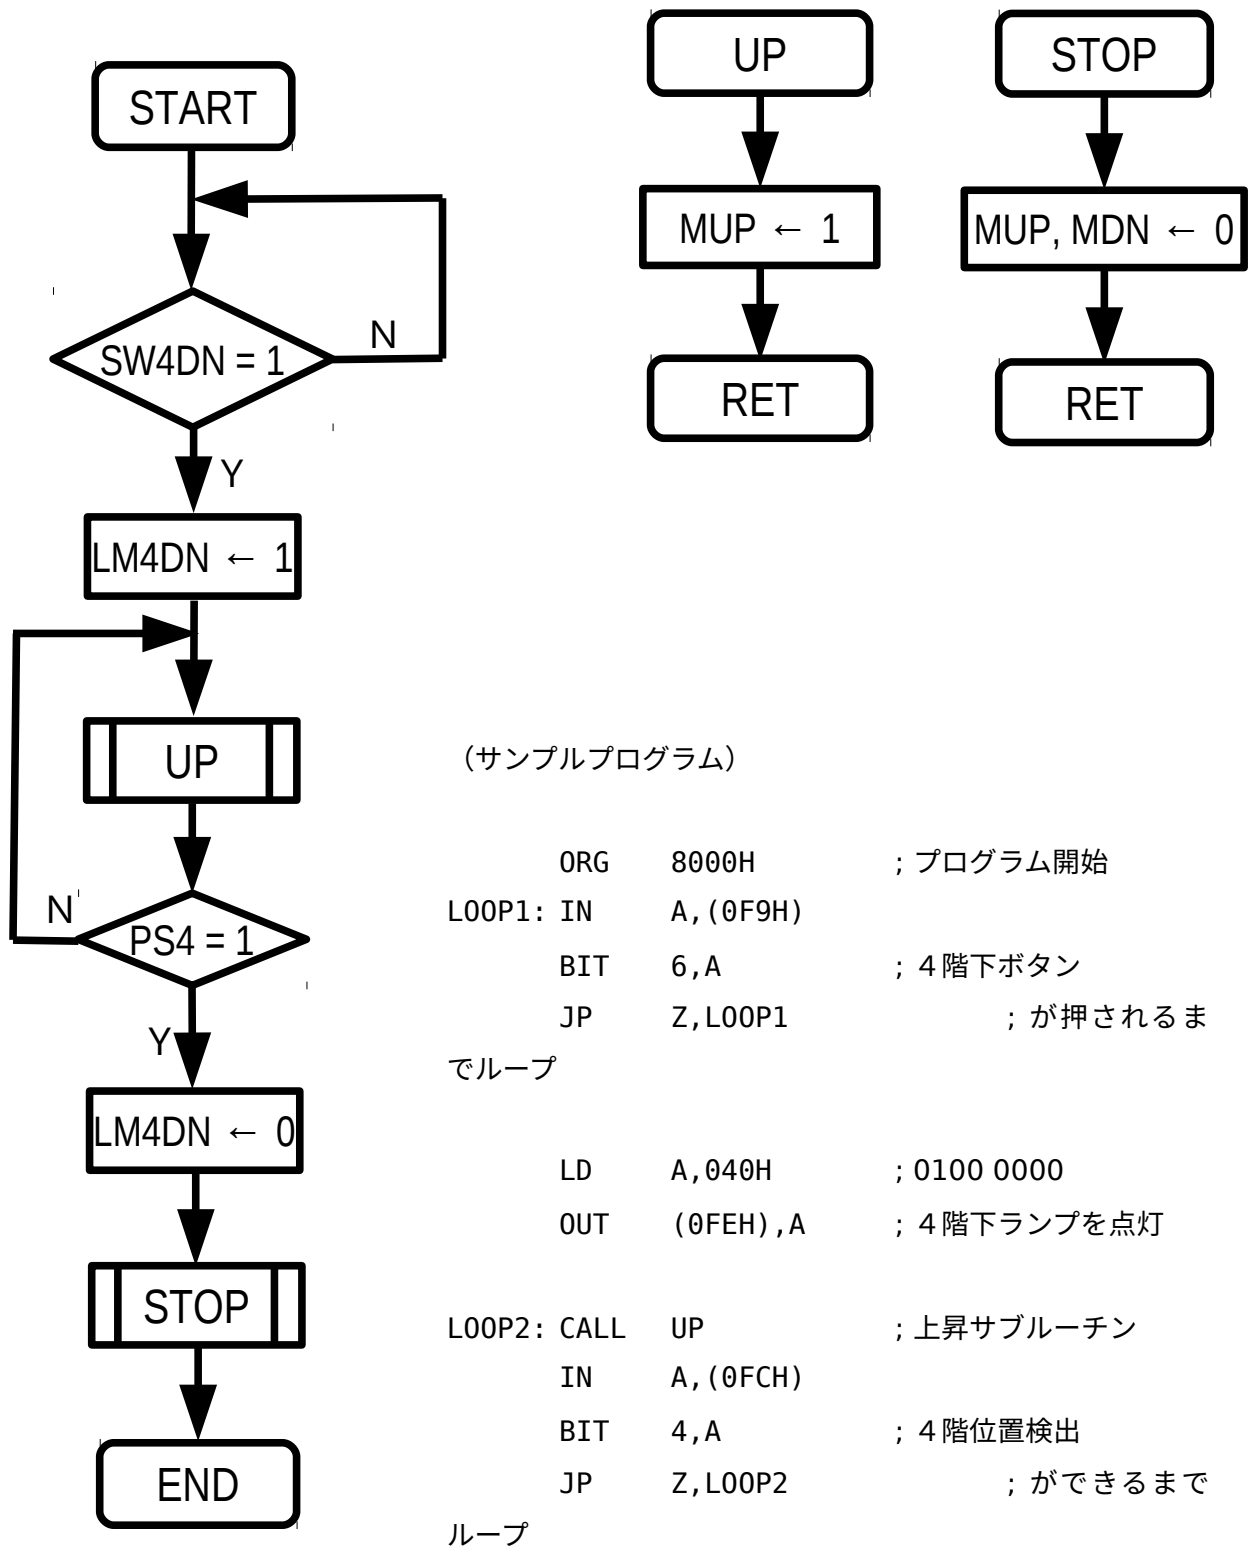 START
SW4DN = 1
N
Y
LM4DN ← 1
UP
PS4 = 1
N
Y
LM4DN ← 0
STOP
END
UP
MUP ← 1
RET
STOP
MUP, MDN ← 0
RET
（サンプルプログラム）
ORG 8000H ; プログラム開始
LOOP1: IN A,(0F9H)
BIT 6,A ; ４階下ボタン
JP Z,LOOP1 ; が押されるま
でループ
LD A,040H ; 0100 0000
OUT (0FEH),A ; ４階下ランプを点灯
LOOP2: CALL UP ; 上昇サブルーチン
IN A,(0FCH)
BIT 4,A ; ４階位置検出
JP Z,LOOP2 ; ができるまで
ループ